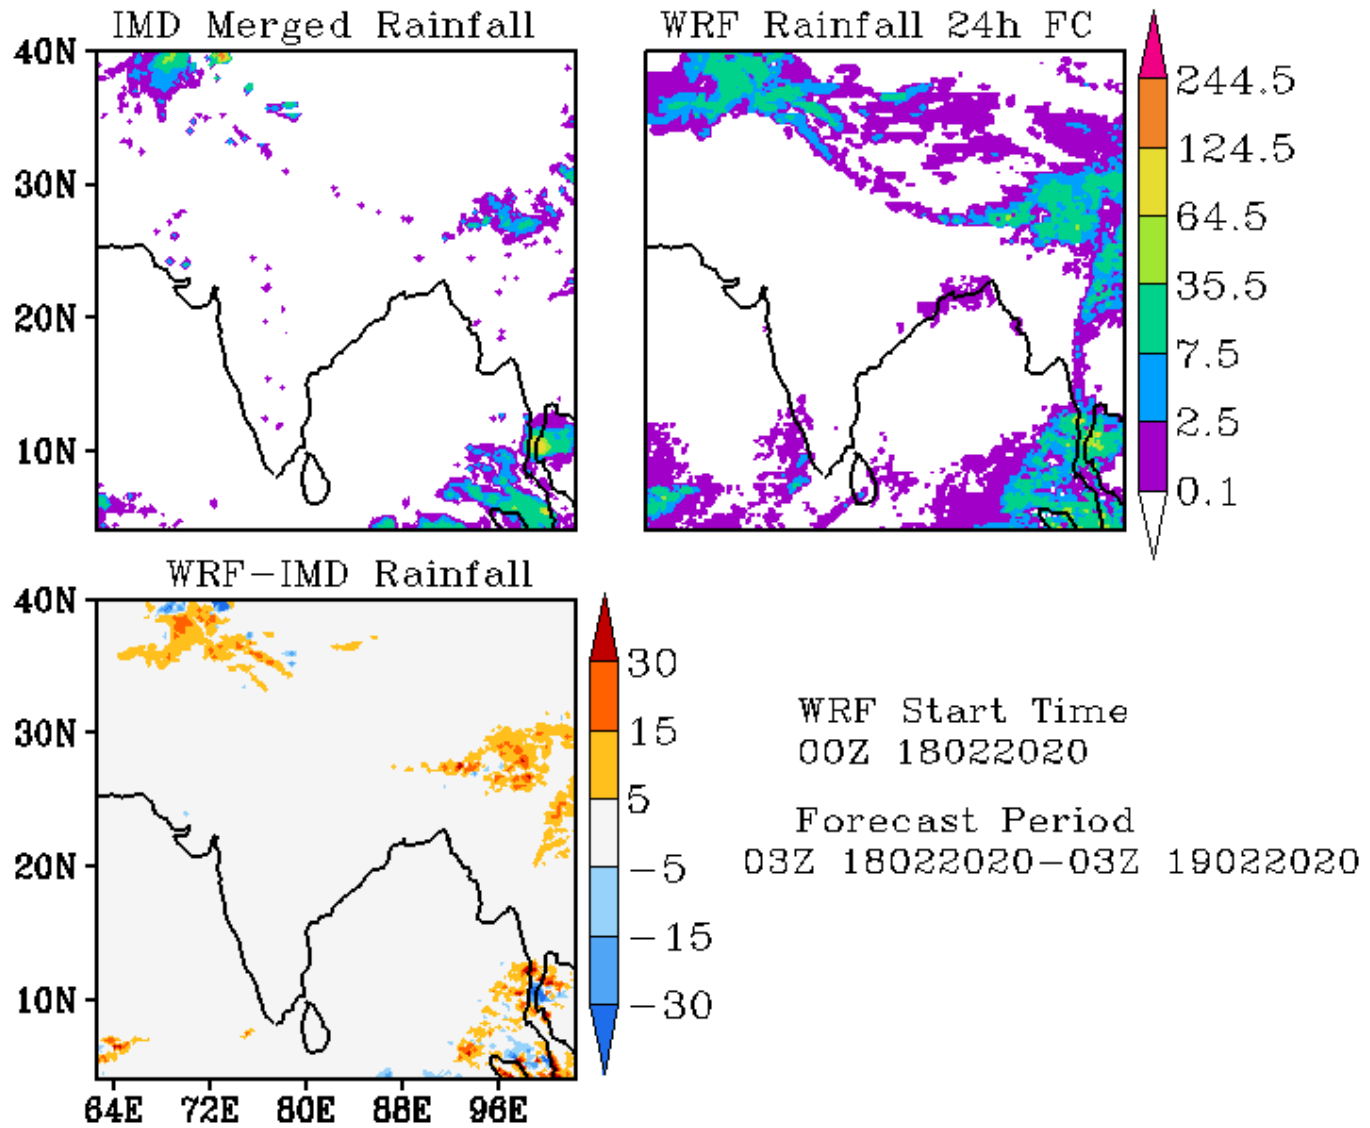 IMD Merged Rainfall
WRF Rainfall 24h FC
40N
30N
20N
10N
244.5
124.5
64.5
35.5
7.5
2.5
0.1
WRF-IMD Rainfall
40N
30N
20N
10N
64E 72E 80E 88E 96E
30
15
5
-5
-15
-30
WRF Start Time
00Z 18022020
Forecast Period
03Z 18022020-03Z 19022020